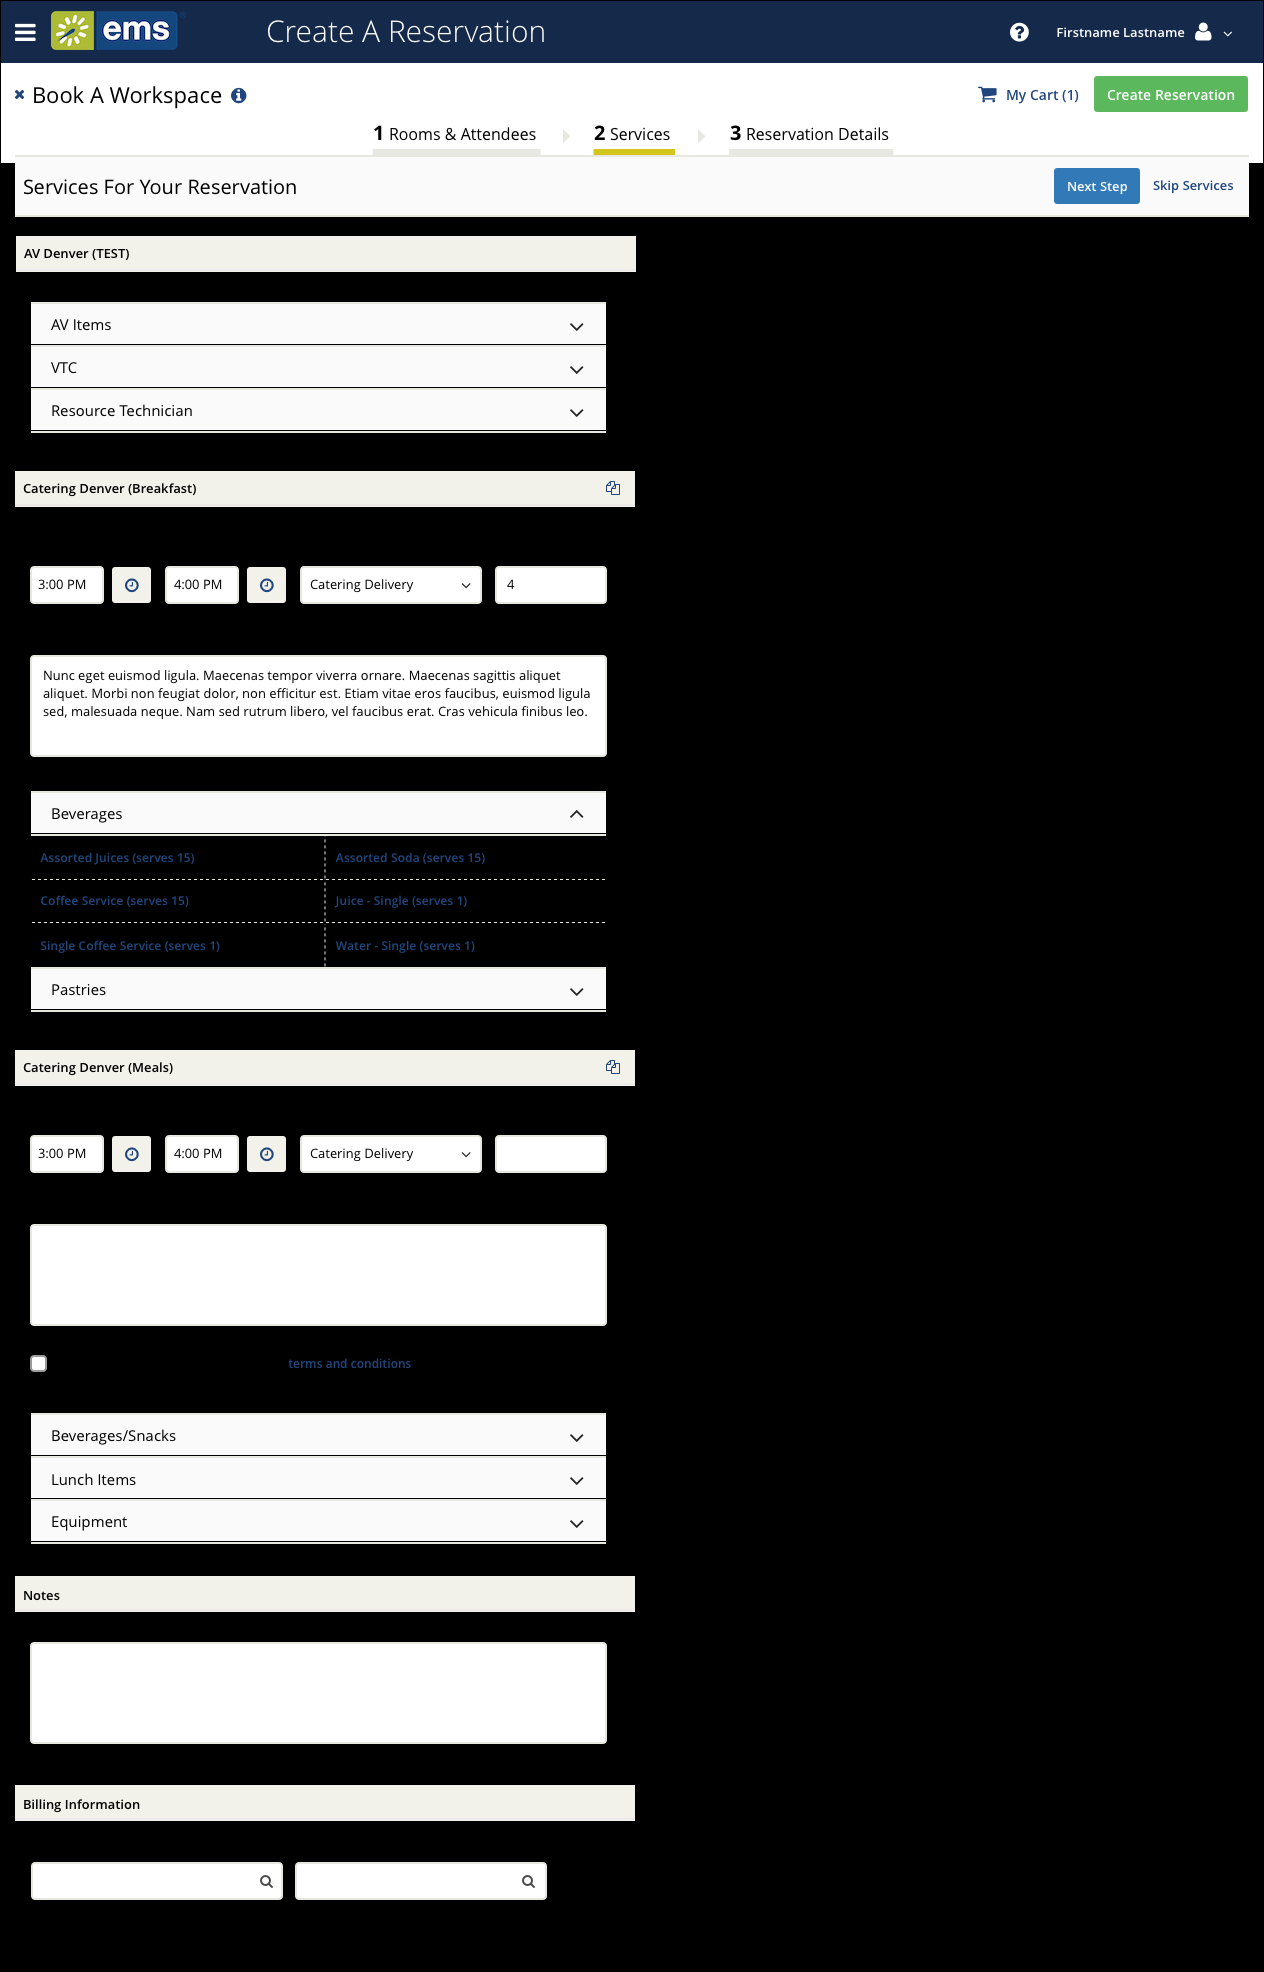 ems
Create A Reservation
Firstname Lastname
Book A Workspace
My Cart (1)
Create Reservation
1 Rooms & Attendees
2 Services
3 Reservation Details
Services For Your Reservation
Next Step
Skip Services
AV Denver (TEST)
AV Items
VTC
Resource Technician
Catering Denver (Breakfast)
3:00 PM
4:00 PM
Catering Delivery
4
Nunc eget euismod ligula. Maecenas tempor viverra ornare. Maecenas sagittis aliquet
aliquet. Morbi non feugiat dolor, non efficitur est. Etiam vitae eros faucibus, euismod ligula
sed, malesuada neque. Nam sed rutrum libero, vel faucibus erat. Cras vehicula finibus leo.
Beverages
Assorted Juices (serves 15)
Assorted Soda (serves 15)
Coffee Service (serves 15)
Juice - Single (serves 1)
Single Coffee Service (serves 1)
Water - Single (serves 1)
Pastries
Catering Denver (Meals)
3:00 PM
4:00 PM
Catering Delivery
terms and conditions
Beverages/Snacks
Lunch Items
Equipment
Notes
Billing Information